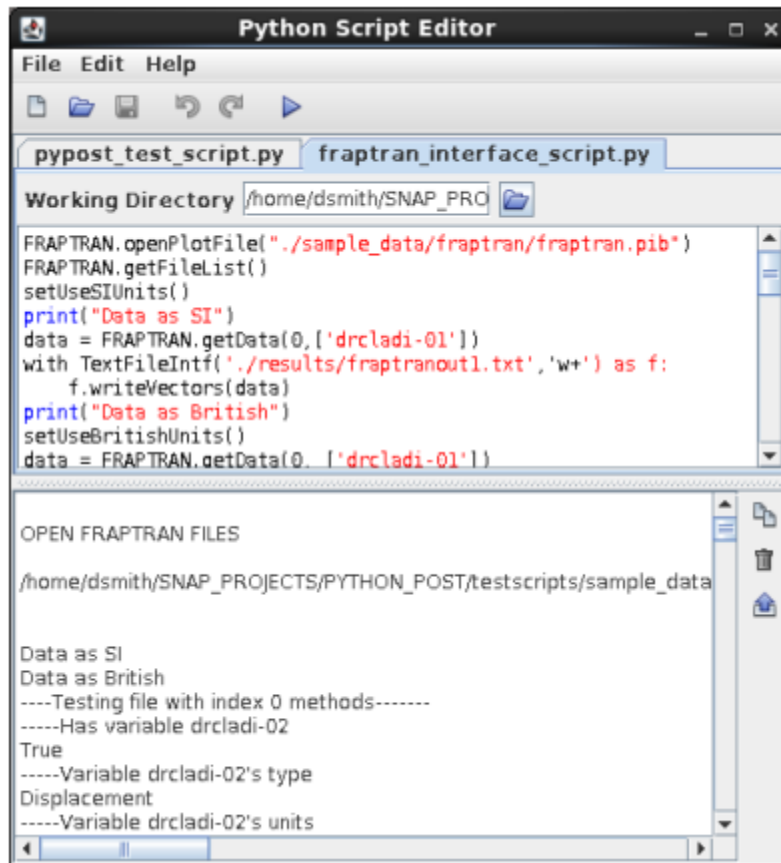 Python Script Editor
File Edit Help
pypost_test_script.py fraptran_interface_script.py
Working Directory /home/dsmith/SNAP_PRO
FRAPTRAN.openPlotFile("./sample_data/fraptran/fraptran.pib")
FRAPTRAN.getFileList()
setUseSIUnits()
print("Data as SI")
data = FRAPTRAN.getData(0,['drcladi-01'])
with TextFileIntf('./results/fraptranout1.txt','w+') as f:
    f.writeVectors(data)
print("Data as British")
setUseBritishUnits()
data = FRAPTRAN.getData(0, ['drcladi-01'])
OPEN FRAPTRAN FILES
/home/dsmith/SNAP_PROJECTS/PYTHON_POST/testscripts/sample_data
Data as SI
Data as British
----Testing file with index 0 methods-------
-----Has variable drcladi-02
True
-----Variable drcladi-02's type
Displacement
-----Variable drcladi-02's units